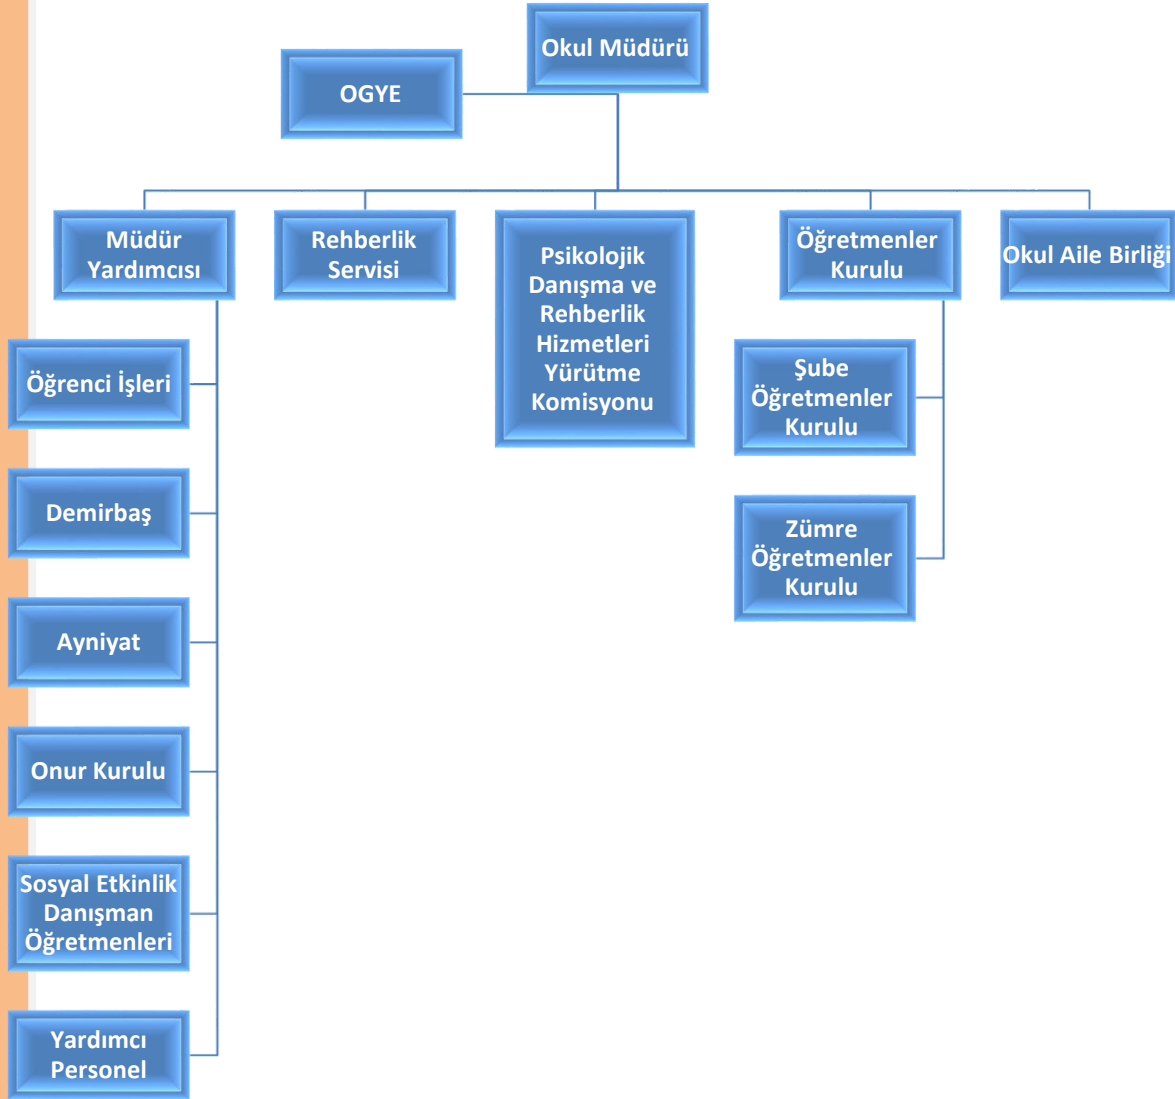 Okul Müdürü
OGYE
Müdür
Yardımcısı
Rehberlik
Servisi
Psikolojik
Danışma ve
Rehberlik
Hizmetleri
Yürütme
Komisyonu
Öğretmenler
Kurulu
Okul Aile Birliği
Öğrenci İşleri
Demirbaş
Ayniyat
Onur Kurulu
Sosyal Etkinlik
Danışman
Öğretmenleri
Yardımcı
Personel
Şube
Öğretmenler
Kurulu
Zümre
Öğretmenler
Kurulu